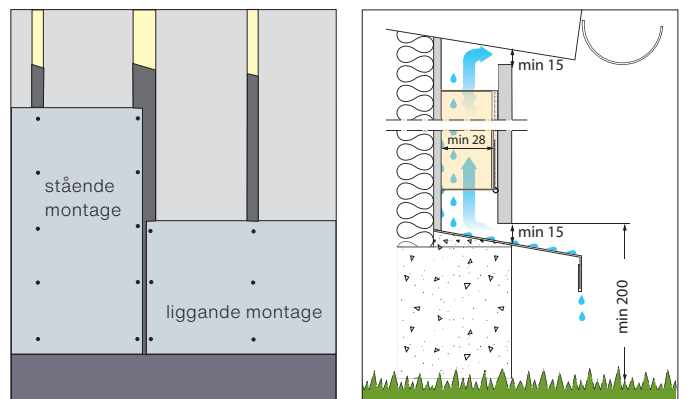 stående
montage
liggande montage
min 15
min 28
min 15
min 200